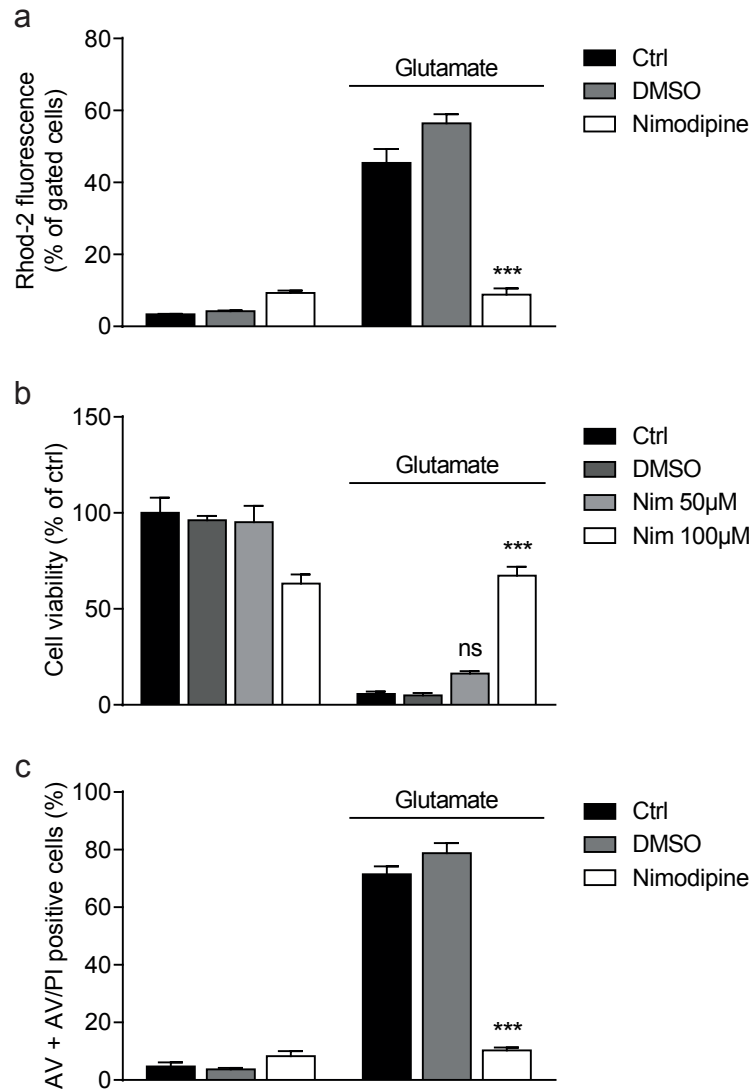 a
Rhod-2 fluorescence
(% of gated cells)
80
60
40
20
0
Glutamate
***
Ctrl
DMSO
Nimodipine
b
Cell viability (% of ctrl)
150
100
50
0
Glutamate
ns
***
Ctrl
DMSO
Nim 50µM
Nim 100µM
c
AV + AV/PI positive cells (%)
100
80
60
40
20
0
Glutamate
***
Ctrl
DMSO
Nimodipine